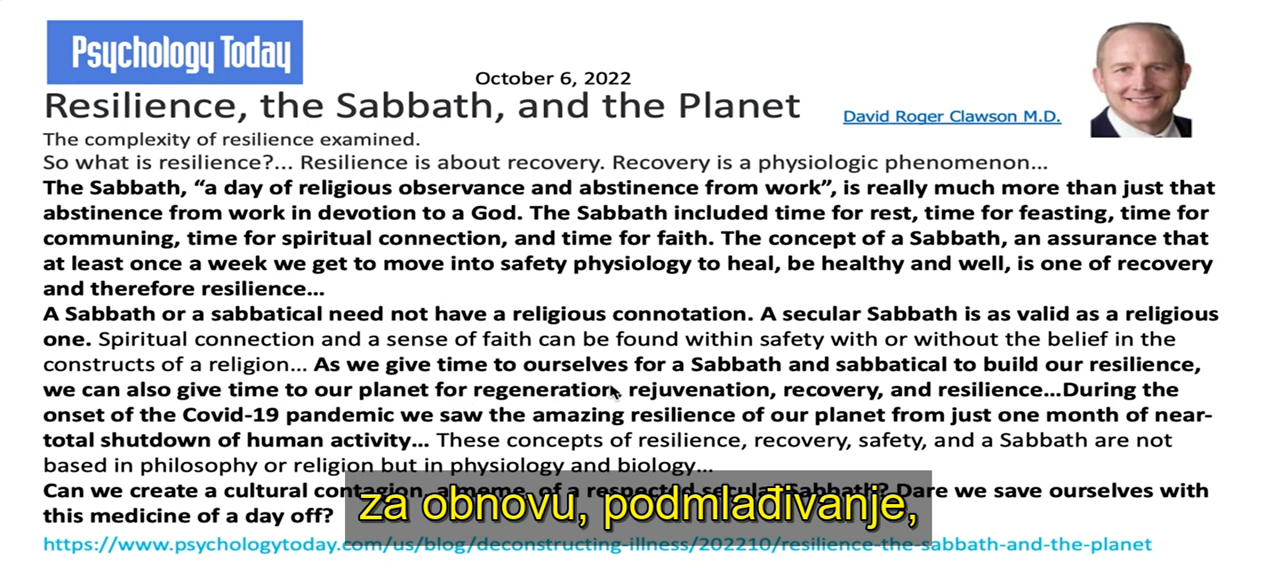 Psychology Today
October 6, 2022
Resilience, the Sabbath, and the Planet
David Roger Clawson M.D.
The complexity of resilience examined.
So what is resilience?... Resilience is about recovery. Recovery is a physiologic phenomenon...
The Sabbath, “a day of religious observance and abstinence from work”, is really much more than just that
abstinence from work in devotion to a God. The Sabbath included time for rest, time for feasting, time for
communing, time for spiritual connection, and time for faith. The concept of a Sabbath, an assurance that
at least once a week we get to move into safety physiology to heal, be healthy and well, is one of recovery
and therefore resilience...
A Sabbath or a sabbatical need not have a religious connotation. A secular Sabbath is as valid as a religious
one. Spiritual connection and a sense of faith can be found within safety with or without the belief in the
constructs of a religion... As we give time to ourselves for a Sabbath and sabbatical to build our resilience,
we can also give time to our planet for regeneration, rejuvenation, recovery, and resilience...During the
onset of the Covid-19 pandemic we saw the amazing resilience of our planet from just one month of near-
total shutdown of human activity... These concepts of resilience, recovery, safety, and a Sabbath are not
based in philosophy or religion but in physiology and biology...
Can we create a cultural contagion, a meme, of a respected secular Sabbath? Dare we save ourselves with
this medicine of a day off?
za obnovu, podmlađivanje,
https://www.psychologytoday.com/us/blog/deconstructing-illness/202210/resilience-the-sabbath-and-the-planet